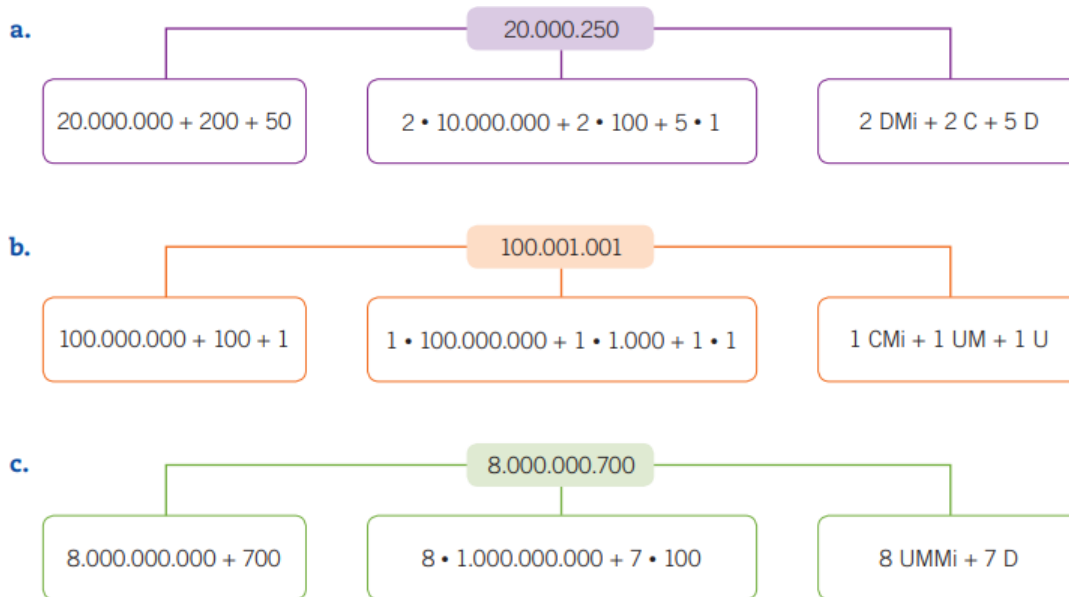 a.
20.000.250
20.000.000 + 200 + 50
2 • 10.000.000 + 2 • 100 + 5 • 1
2 DMi + 2 C + 5 D
b.
100.001.001
100.000.000 + 100 + 1
1 • 100.000.000 + 1 • 1.000 + 1 • 1
1 CMi + 1 UM + 1 U
c.
8.000.000.700
8.000.000.000 + 700
8 • 1.000.000.000 + 7 • 100
8 UMMi + 7 D